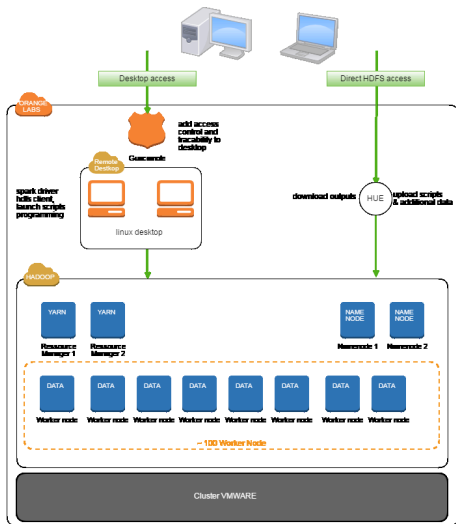 Desktop access
Direct HDFS access
ORANGE
LABS
add access
control and
tracability to
desktop
Guacamole
Remote
Desktop
spark driver
hdfs client,
launch scripts
programming
linux desktop
download outputs
HUE
upload scripts
& additional data
HADOOP
YARN
YARN
NAME
NODE
NAME
NODE
Ressource
Manager 1
Ressource
Manager 2
Namenode 1
Namenode 2
DATA
DATA
DATA
DATA
DATA
DATA
DATA
DATA
Worker node
Worker node
Worker node
Worker node
Worker node
Worker node
Worker node
Worker node
~ 100 Worker Node
Cluster VMWARE